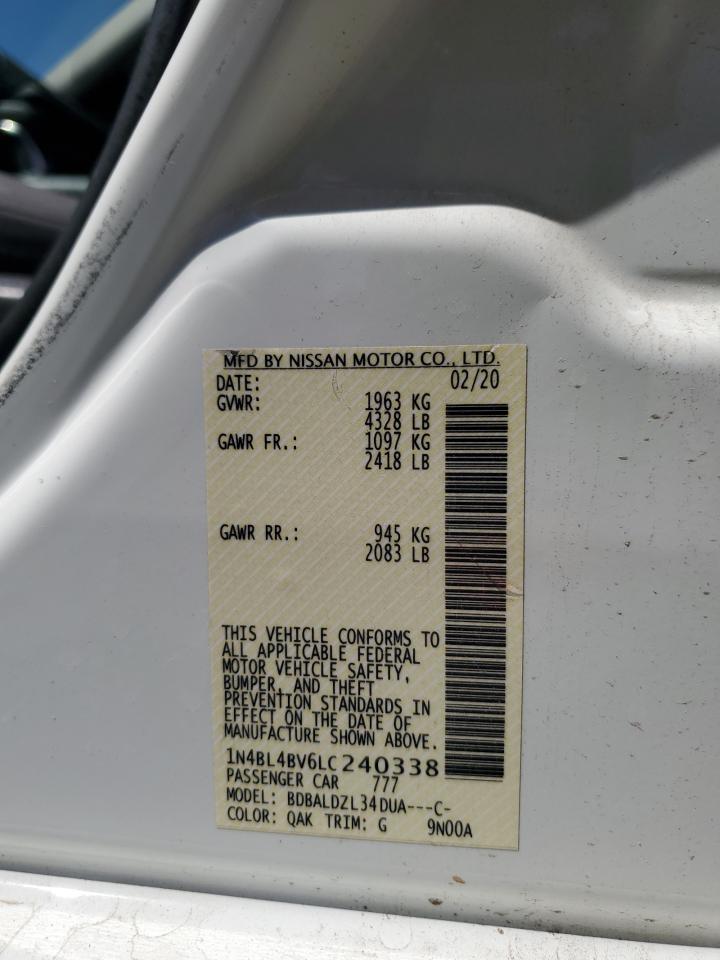 MFD BY NISSAN MOTOR CO., LTD.
DATE: 02/20
GVWR: 1963 KG
4328 LB
GAWR FR.: 1097 KG
2418 LB
GAWR RR.: 945 KG
2083 LB
THIS VEHICLE CONFORMS TO
ALL APPLICABLE FEDERAL
MOTOR VEHICLE SAFETY,
BUMPER, AND THEFT
PREVENTION STANDARDS IN
EFFECT ON THE DATE OF
MANUFACTURE SHOWN ABOVE.
1N4BL4BV6LC240338
PASSENGER CAR 777
MODEL: BDBALDZL34DUA---C-
COLOR: QAK TRIM: G 9N00A